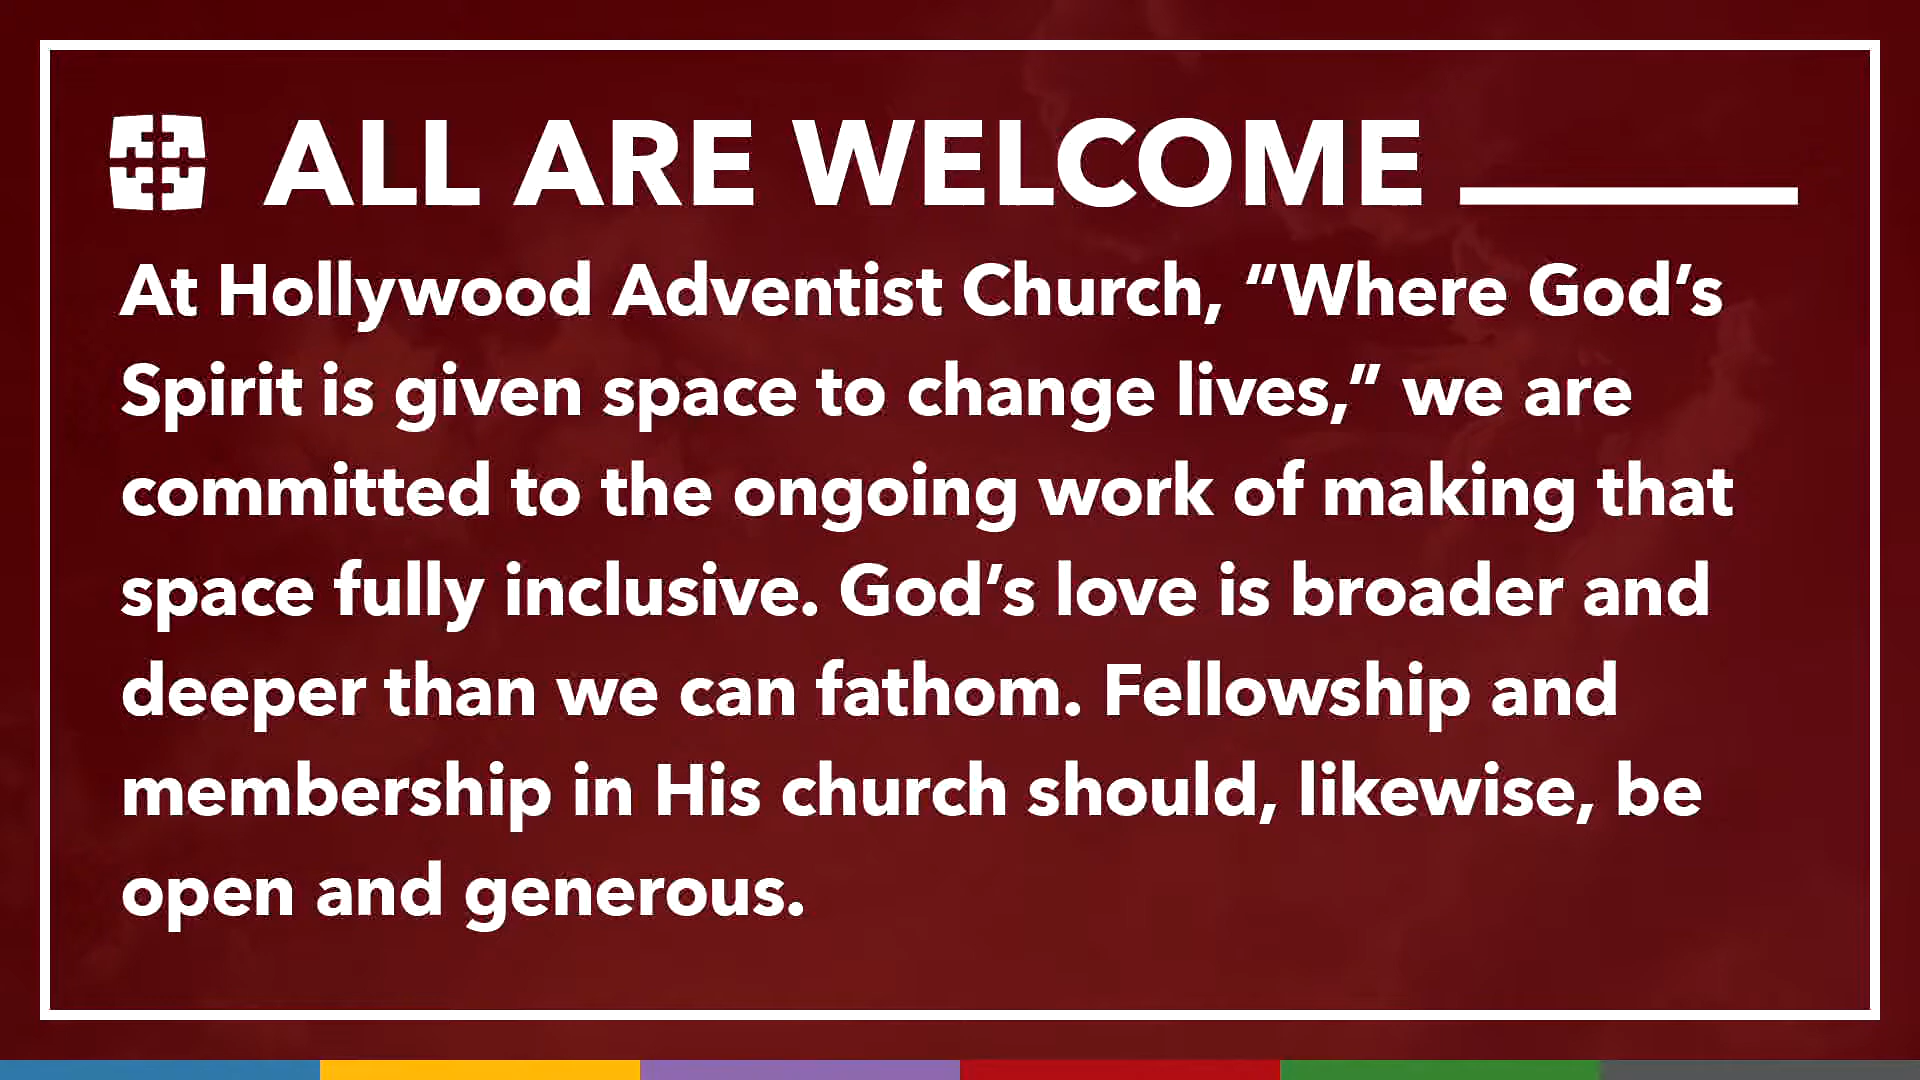 ALL ARE WELCOME
At Hollywood Adventist Church, “Where God’s
Spirit is given space to change lives,” we are
committed to the ongoing work of making that
space fully inclusive. God’s love is broader and
deeper than we can fathom. Fellowship and
membership in His church should, likewise, be
open and generous.